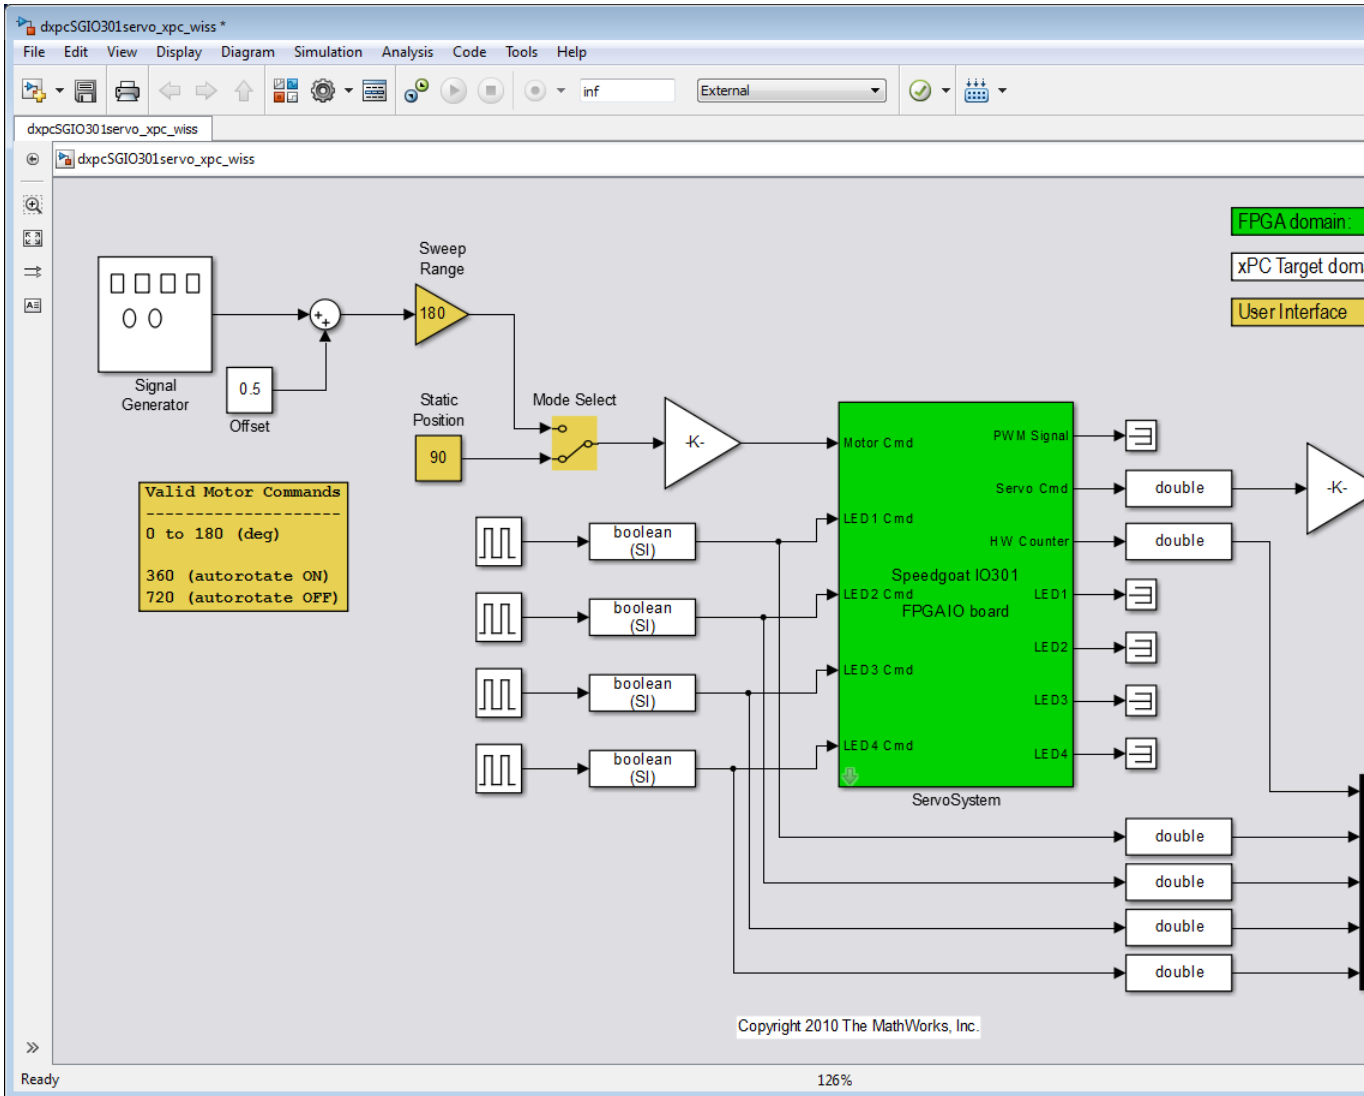 dxpcSGIO301servo_xpc_wiss *
File Edit View Display Diagram Simulation Analysis Code Tools Help
inf
External
dxpcSGIO301servo_xpc_wiss
dxpcSGIO301servo_xpc_wiss
FPGA domain:
xPC Target dom
User Interface
Sweep
Range
180
Signal
Generator
0.5
Offset
Static
Position
90
Mode Select
-K-
Valid Motor Commands
--------------------
0 to 180 (deg)
360 (autorotate ON)
720 (autorotate OFF)
boolean
(SI)
boolean
(SI)
boolean
(SI)
boolean
(SI)
Motor Cmd
LED1 Cmd
LED2 Cmd
LED3 Cmd
LED4 Cmd
Speedgoat IO301
FPGAIO board
PWM Signal
Servo Cmd
HW Counter
LED1
LED2
LED3
LED4
ServoSystem
double
double
-K-
double
double
double
double
Copyright 2010 The MathWorks, Inc.
Ready
126%